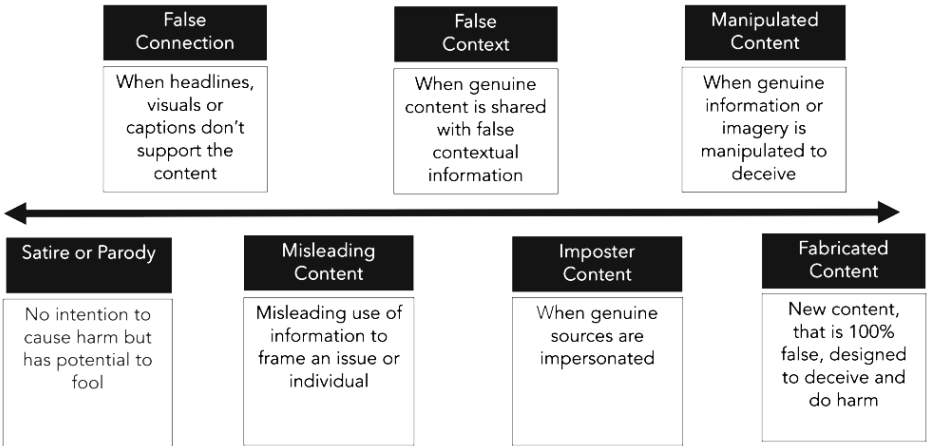 False
Connection
When headlines,
visuals or
captions don’t
support the
content
False
Context
When genuine
content is shared
with false
contextual
information
Manipulated
Content
When genuine
information or
imagery is
manipulated to
deceive
Satire or Parody
No intention to
cause harm but
has potential to
fool
Misleading
Content
Misleading use of
information to
frame an issue or
individual
Imposter
Content
When genuine
sources are
impersonated
Fabricated
Content
New content,
that is 100%
false, designed
to deceive and
do harm